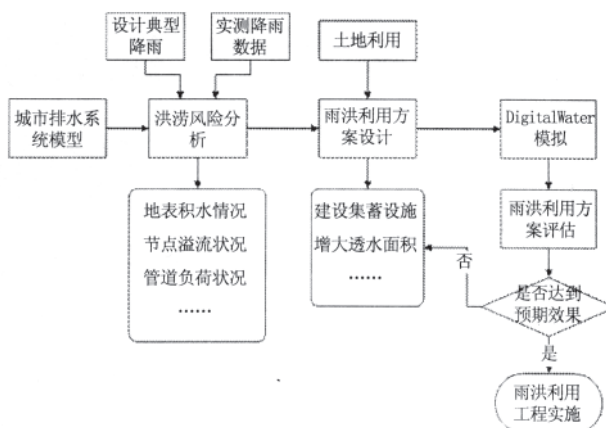 设计典型
降雨
实测降雨
数据
土地利用
城市排水系
统模型
洪涝风险分
析
雨洪利用方
案设计
DigitalWater
模拟
地表积水情况
节点溢流状况
管道负荷状况
……
建设集蓄设施
增大透水面积
……
雨洪利用方
案评估
否
是否达到
预期效果
是
雨洪利用
工程实施